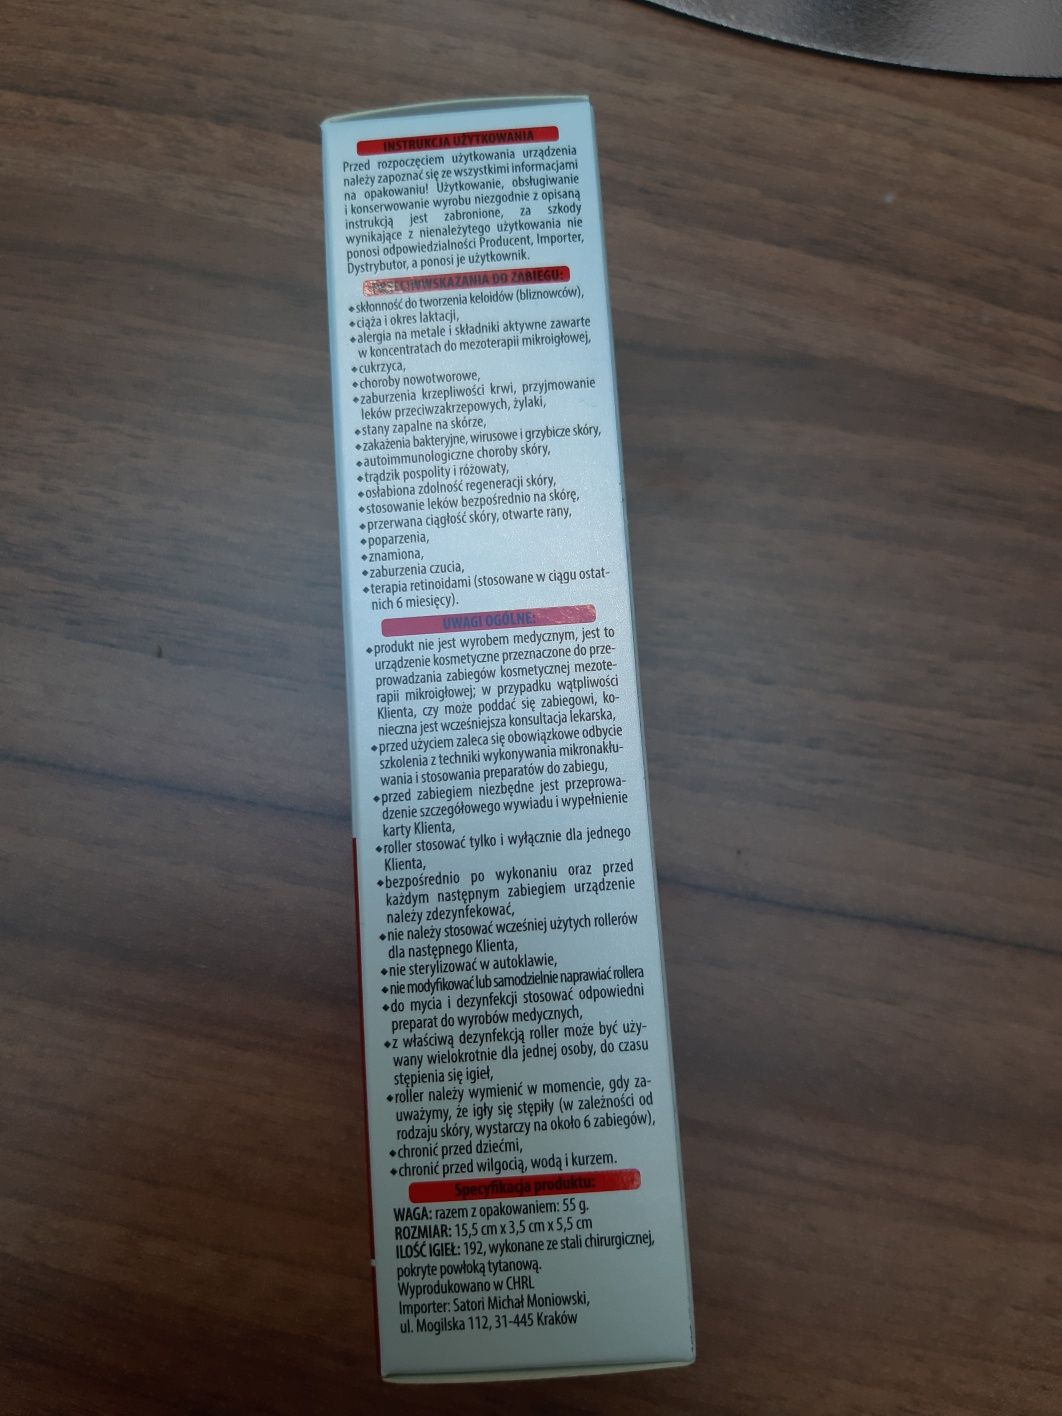 INSTRUKCJA UŻYTKOWANIA
Przed rozpoczęciem użytkowania urządzenia
należy zapoznać się ze wszystkimi informacjami
na opakowaniu! Użytkowanie, obsługiwanie
i konserwowanie wyrobu niezgodnie z opisaną
instrukcją jest zabronione, za szkody
wynikające z nienależytego użytkowania nie
ponosi odpowiedzialności Producent, Importer,
Dystrybutor, a ponosi je użytkownik.
PRZECIWWSKAZANIA DO ZABIEGU:
◆skłonność do tworzenia keloidów (bliznowców),
◆ciąża i okres laktacji,
◆alergia na metale i składniki aktywne zawarte
w koncentratach do mezoterapii mikroigłowej,
◆cukrzyca,
◆choroby nowotworowe,
◆zaburzenia krzepliwości krwi, przyjmowanie
leków przeciwzakrzepowych, żylaki,
◆stany zapalne na skórze,
◆zakażenia bakteryjne, wirusowe i grzybicze skóry,
◆autoimmunologiczne choroby skóry,
◆trądzik pospolity i różowaty,
◆osłabiona zdolność regeneracji skóry,
◆stosowanie leków bezpośrednio na skórę,
◆przerwana ciągłość skóry, otwarte rany,
◆poparzenia,
◆znamiona,
◆zaburzenia czucia,
◆terapia retinoidami (stosowane w ciągu ostat-
nich 6 miesięcy).
UWAGI OGÓLNE:
◆produkt nie jest wyrobem medycznym, jest to
urządzenie kosmetyczne przeznaczone do prze-
prowadzania zabiegów kosmetycznej mezote-
rapii mikroigłowej; w przypadku wątpliwości
Klienta, czy może poddać się zabiegowi, ko-
nieczna jest wcześniejsza konsultacja lekarska,
◆przed użyciem zaleca się obowiązkowe odbycie
szkolenia z techniki wykonywania mikronakłu-
wania i stosowania preparatów do zabiegu,
◆przed zabiegiem niezbędne jest przeprowa-
dzenie szczegółowego wywiadu i wypełnienie
karty Klienta,
◆roller stosować tylko i wyłącznie dla jednego
Klienta,
◆bezpośrednio po wykonaniu oraz przed
każdym następnym zabiegiem urządzenie
należy zdezynfekować,
◆nie należy stosować wcześniej użytych rollerów
dla następnego Klienta,
◆nie sterylizować w autoklawie,
◆nie modyfikować lub samodzielnie naprawiać rollera
◆do mycia i dezynfekcji stosować odpowiedni
preparat do wyrobów medycznych,
◆z właściwą dezynfekcją roller może być uży-
wany wielokrotnie dla jednej osoby, do czasu
stępienia się igieł,
◆roller należy wymienić w momencie, gdy za-
uważymy, że igły się stępiły (w zależności od
rodzaju skóry, wystarczy na około 6 zabiegów),
◆chronić przed dziećmi,
◆chronić przed wilgocią, wodą i kurzem.
Specyfikacja produktu:
WAGA: razem z opakowaniem: 55 g.
ROZMIAR: 15,5 cm x 3,5 cm x 5,5 cm
ILOŚĆ IGIEŁ: 192, wykonane ze stali chirurgicznej,
pokryte powłoką tytanową.
Wyprodukowano w CHRL
Importer: Satori Michał Moniowski,
ul. Mogilska 112, 31-445 Kraków